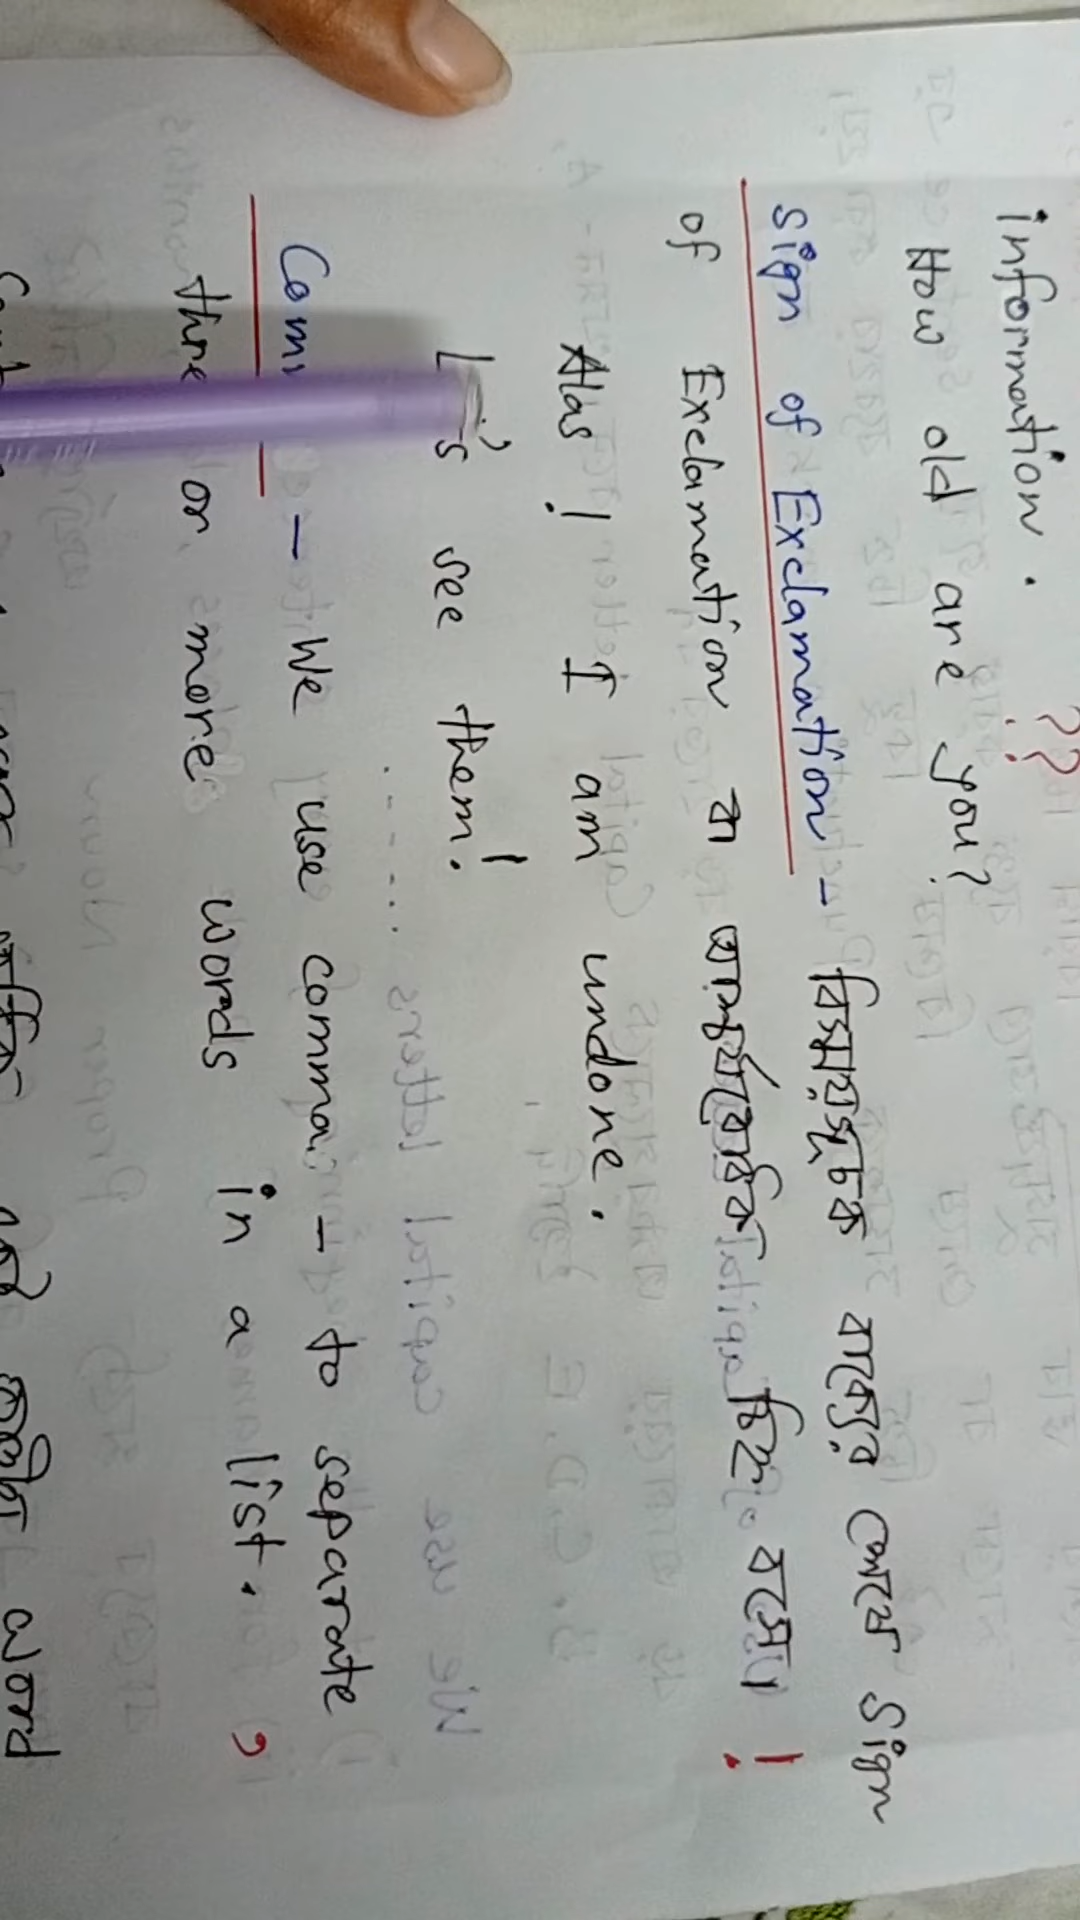 information. ??
How old are you?
Sign of Exclamation - বিস্ময়সূচক বাক্যের শেষে Sign
of Exclamation বা আশ্চর্যবোধক চিহ্ন বসে। !
Alas! I am undone.
see them!
- We use comma - to separate
or more words in a list. ,
word